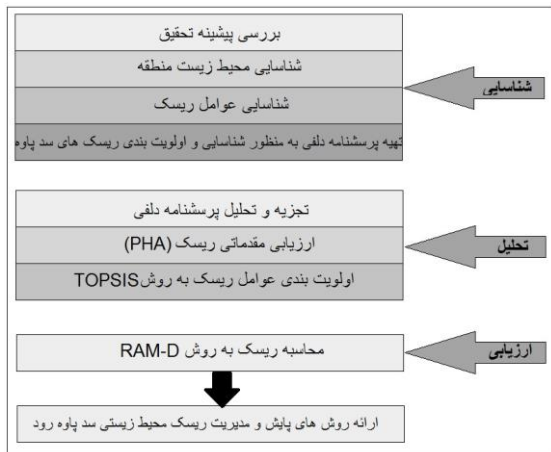 بررسی پیشینه تحقیق
شناسایی محیط زیست منطقه
شناسایی
شناسایی عوامل ریسک
تهیه پرسشنامه دلفی به منظور شناسایی و اولویت بندی ریسک های سد پاوه
تجزیه و تحلیل پرسشنامه دلفی
ارزیابی مقدماتی ریسک (PHA)
تحلیل
اولویت بندی عوامل ریسک به روش TOPSIS
محاسبه ریسک به روش RAM-D
ارزیابی
ارائه روش های پایش و مدیریت ریسک محیط زیستی سد پاوه رود